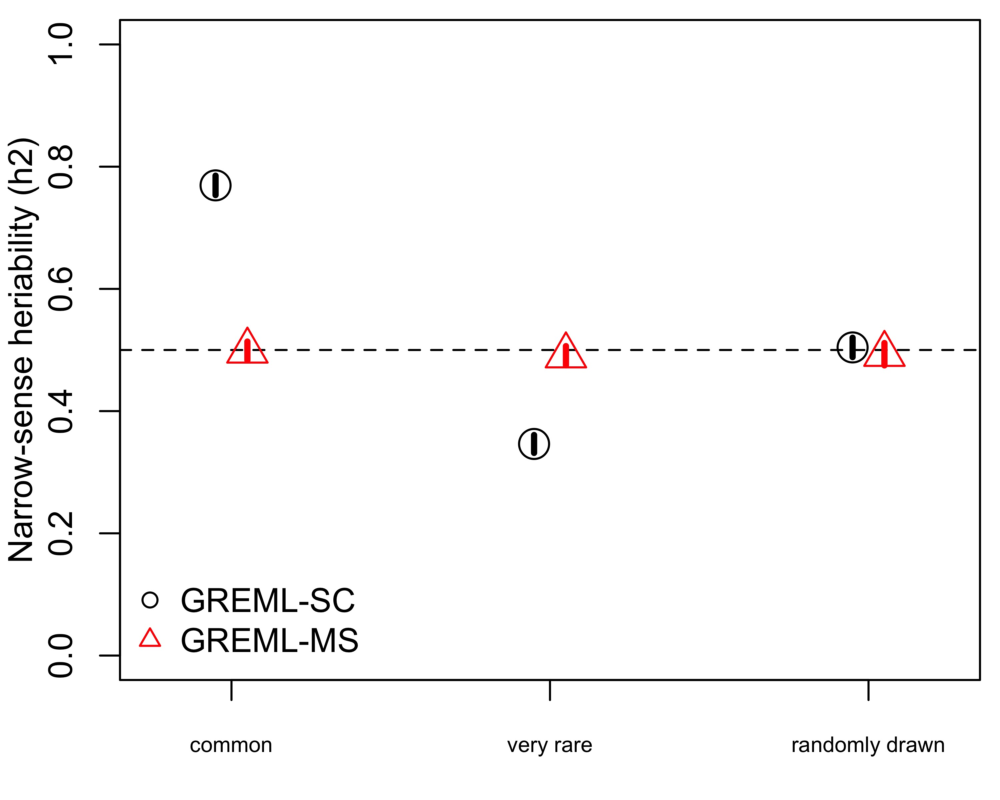 Narrow-sense heriability (h2)
1.0
0.8
0.6
0.4
0.2
0.0
GREML-SC
GREML-MS
common
very rare
randomly drawn